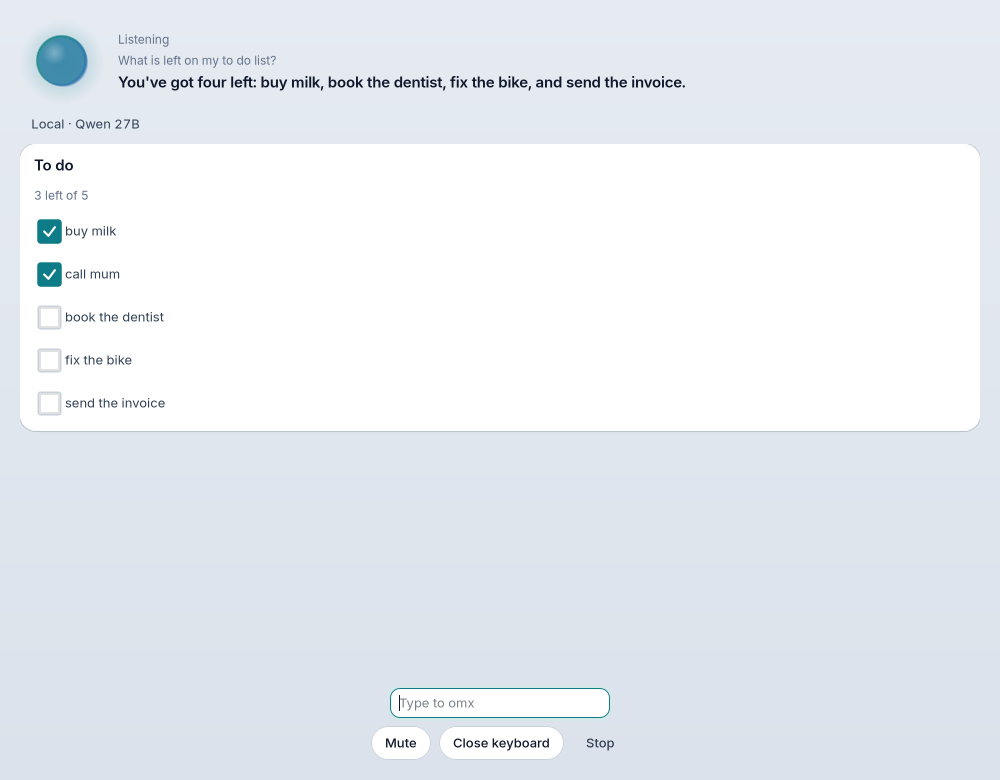 Listening
What is left on my to do list?
You've got four left: buy milk, book the dentist, fix the bike, and send the invoice.
Local · Qwen 27B
To do
3 left of 5
buy milk
call mum
book the dentist
fix the bike
send the invoice
Type to omx
Mute
Close keyboard
Stop